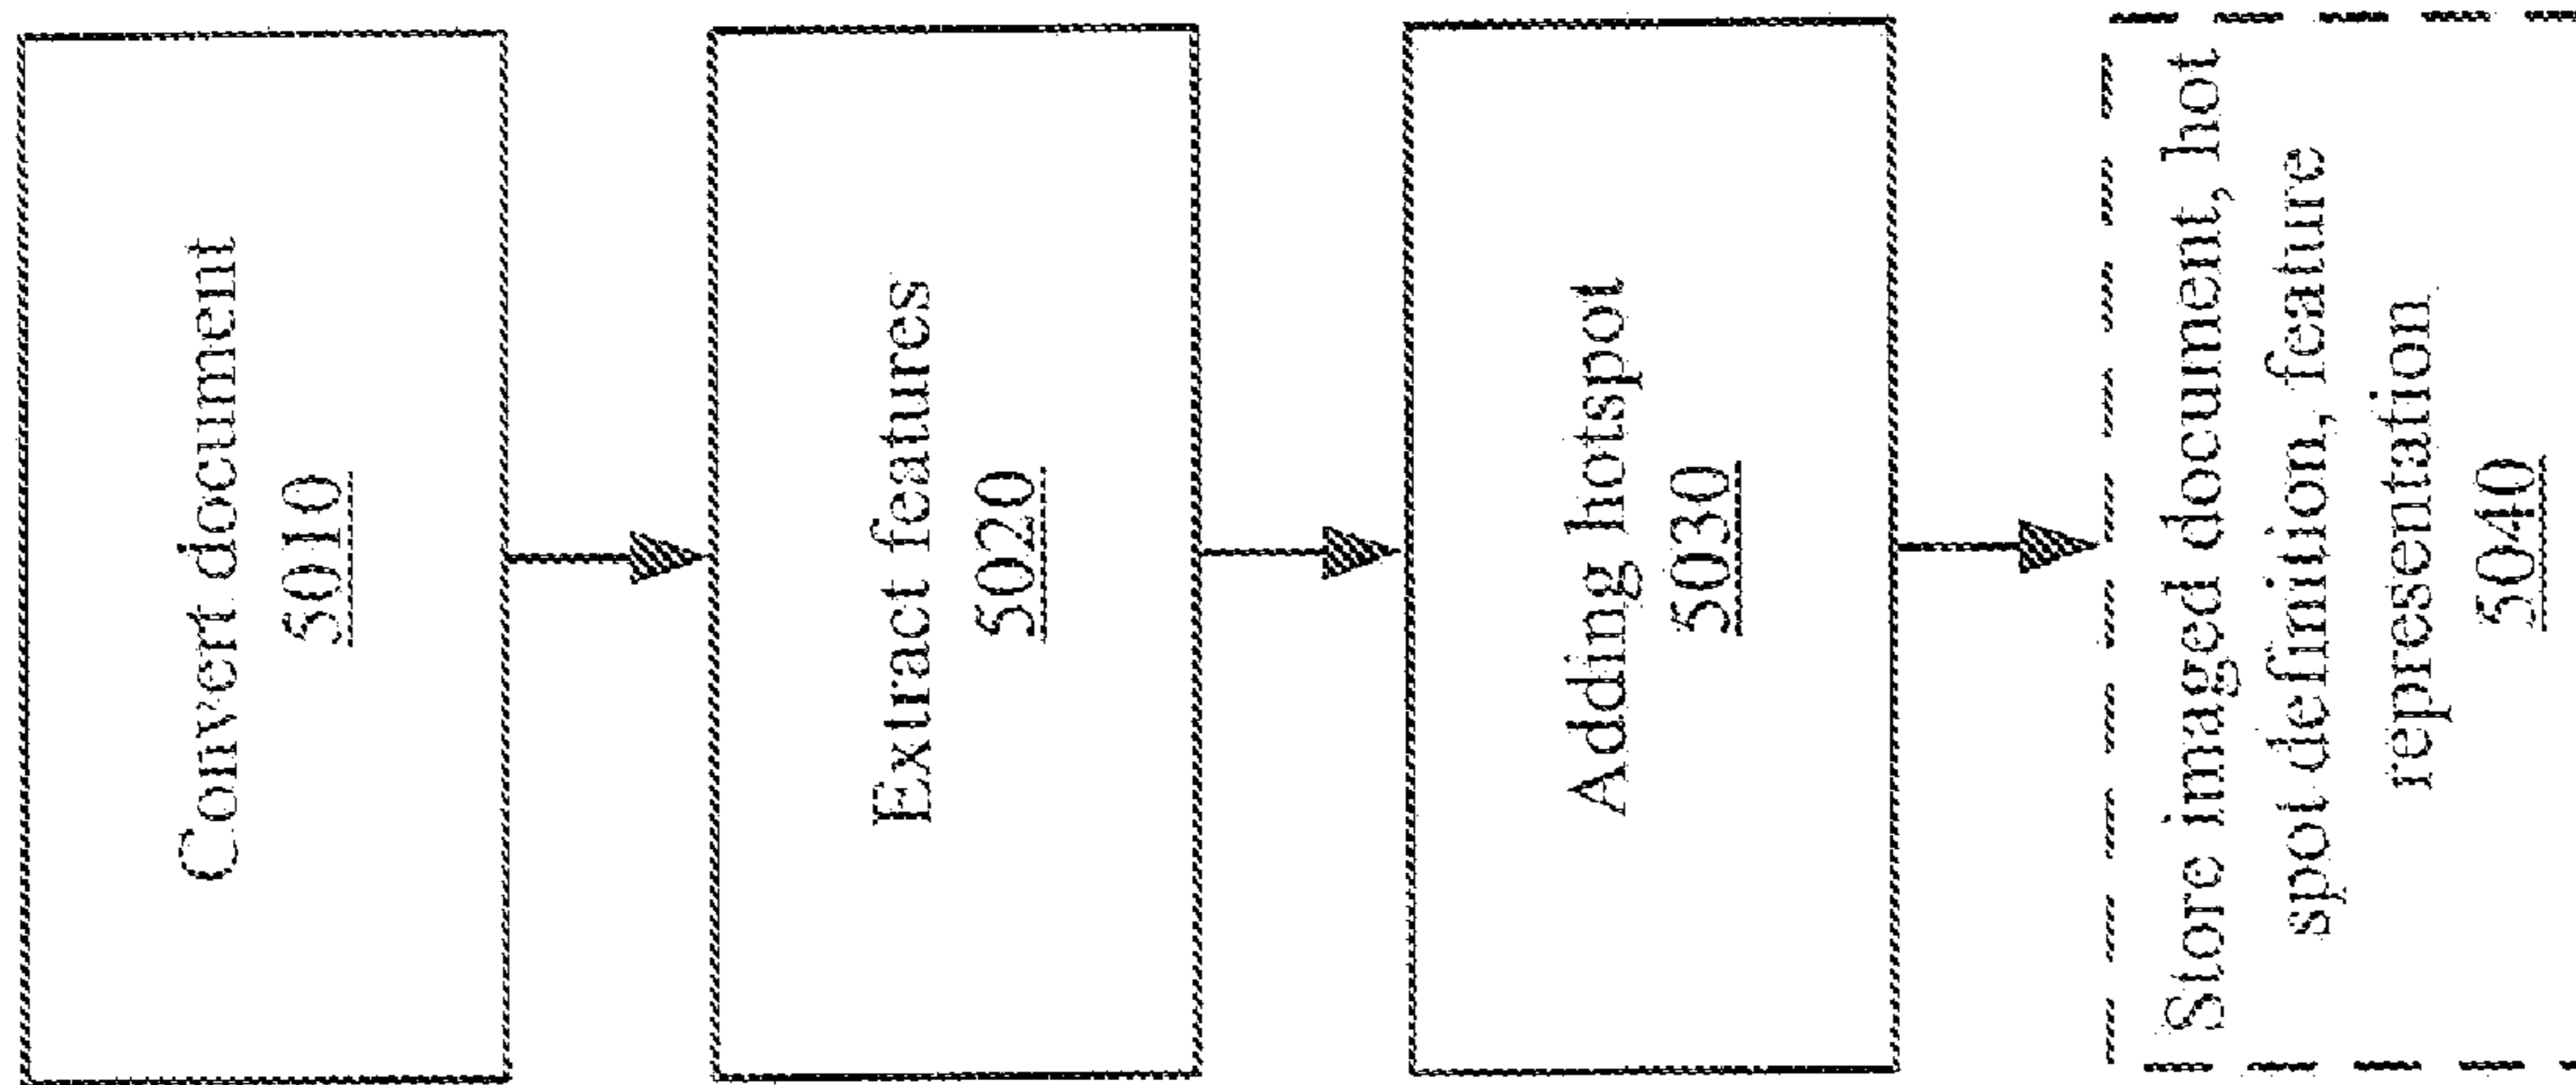 Convert document
5010
Extract features
5020
Adding hotspot
5030
Store imaged document, hot
spot definition, feature
representation
5040